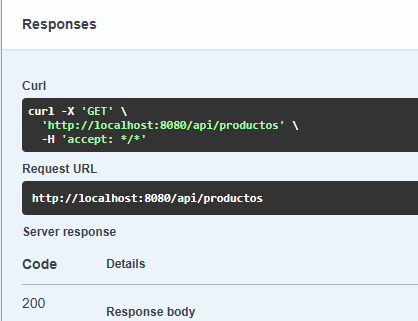 Responses
Curl
curl -X 'GET' \
'http://localhost:8080/api/productos' \
-H 'accept: */*'
Request URL
http://localhost:8080/api/productos
Server response
Code Details
200
Response body